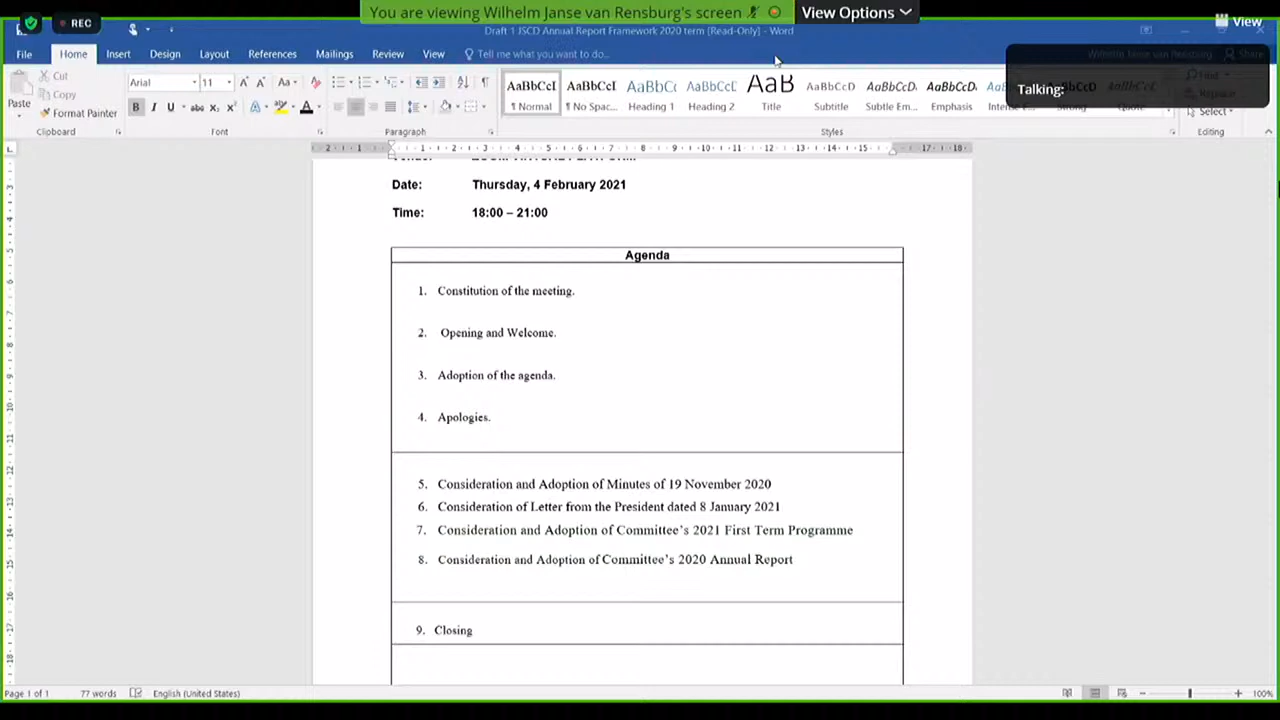 You are viewing Wilhelm Janse van Rensburg's screen
View Options
REC
View
Draft 1 JSCD Annual Report Framework 2020 term (Read-Only) - Word
File Home Insert Design Layout References Mailings Review View Tell me what you want to do...
Share
Talking:
Paste
Cut
Copy
Format Painter
Clipboard
Arial 11
Font
Paragraph
AaBbCcI AaBbCcI AaBbC AaBbCcI AaB AaBbCcD AaBbCcD AaBbCcD
¶ Normal ¶ No Spac... Heading 1 Heading 2 Title Subtitle Subtle Em... Emphasis
Styles
Find
Replace
Select
Editing
Date: Thursday, 4 February 2021
Time: 18:00 – 21:00
Agenda
1. Constitution of the meeting.
2. Opening and Welcome.
3. Adoption of the agenda.
4. Apologies.
5. Consideration and Adoption of Minutes of 19 November 2020
6. Consideration of Letter from the President dated 8 January 2021
7. Consideration and Adoption of Committee's 2021 First Term Programme
8. Consideration and Adoption of Committee's 2020 Annual Report
9. Closing
Page 1 of 1 77 words English (United States) 100%